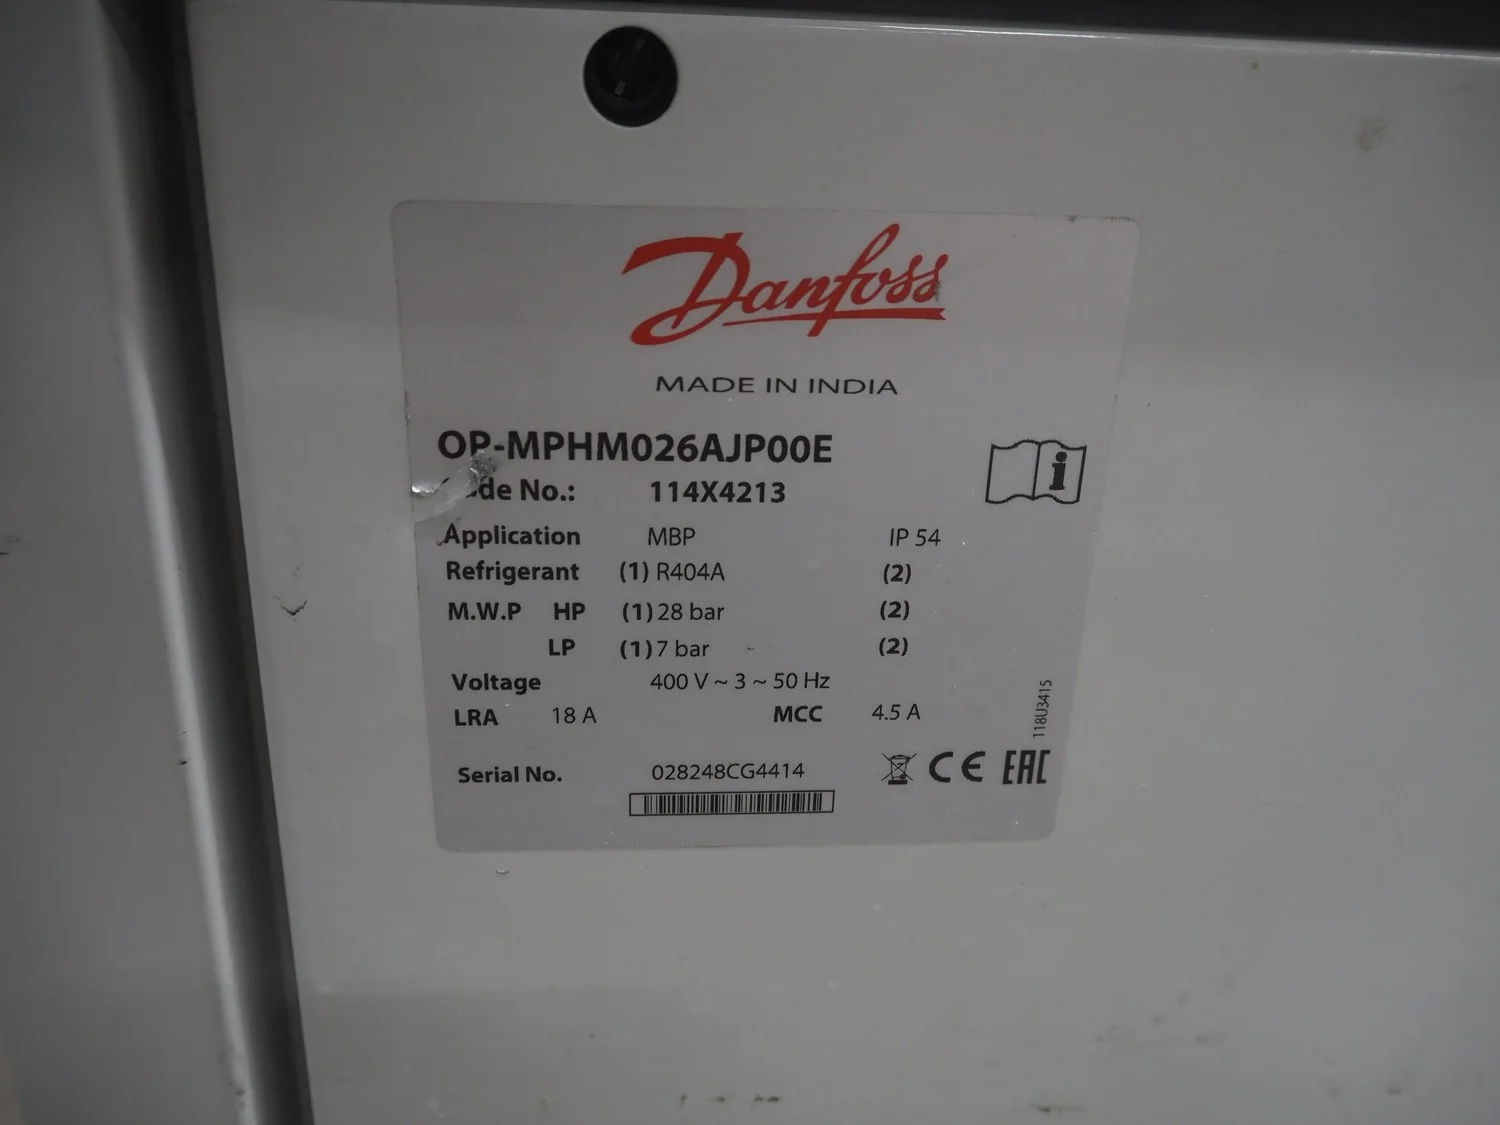 Danfoss
MADE IN INDIA
OP-MPHM026AJP00E
de No.: 114X4213
Application MBP IP 54
Refrigerant (1) R404A (2)
M.W.P HP (1) 28 bar (2)
LP (1) 7 bar (2)
Voltage 400 V ~ 3 ~ 50 Hz
LRA 18 A MCC 4.5 A
118U3415
Serial No. 028248CG4414
CE EAC